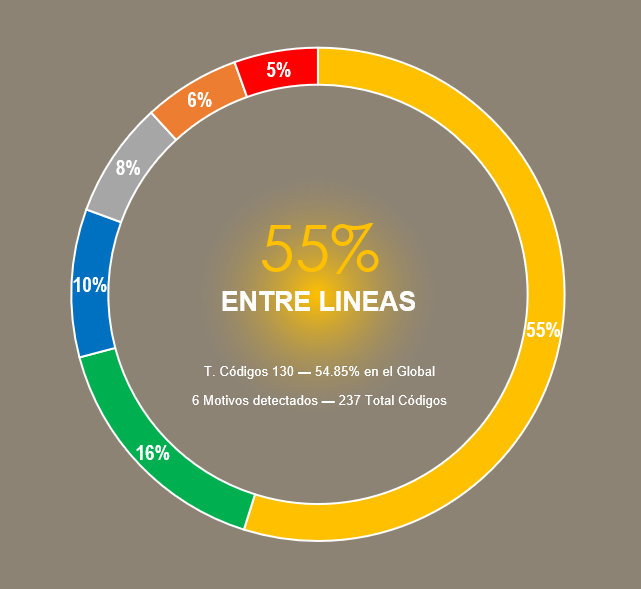 5%
6%
8%
55%
10%
ENTRE LINEAS
55%
T. Códigos 130 — 54.85% en el Global
6 Motivos detectados — 237 Total Códigos
16%